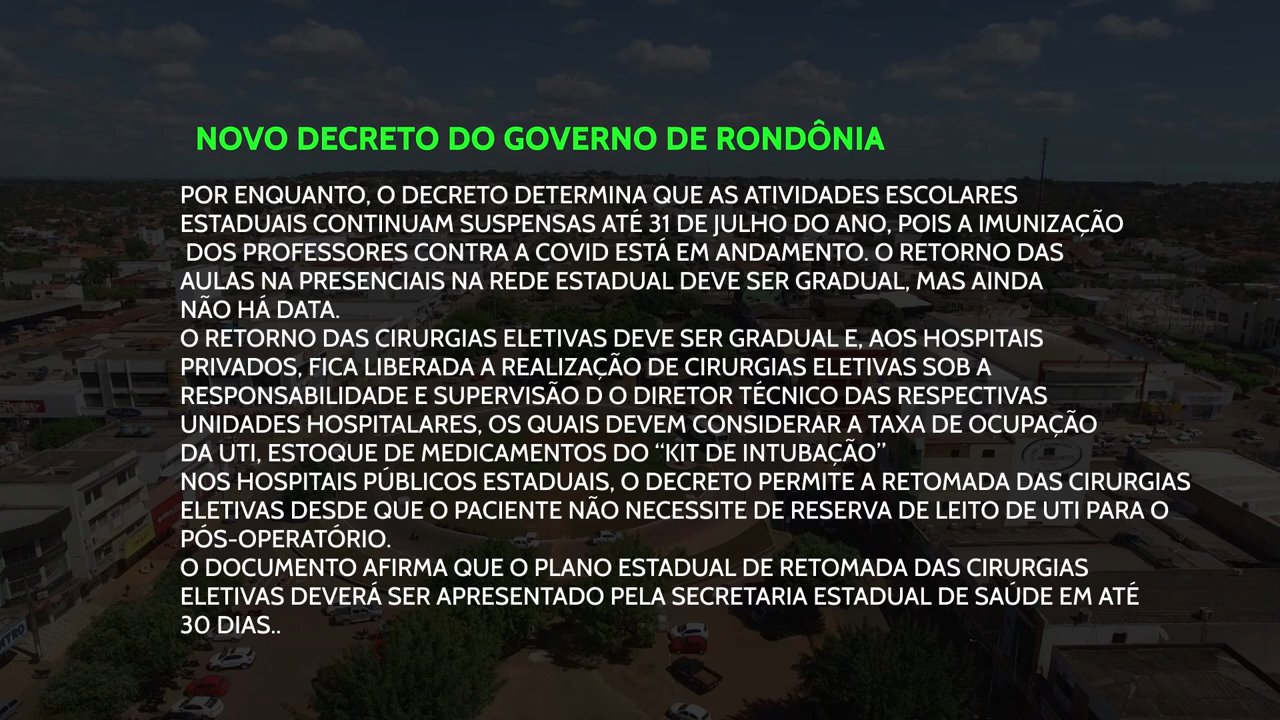 NOVO DECRETO DO GOVERNO DE RONDÔNIA
POR ENQUANTO, O DECRETO DETERMINA QUE AS ATIVIDADES ESCOLARES
ESTADUAIS CONTINUAM SUSPENSAS ATÉ 31 DE JULHO DO ANO, POIS A IMUNIZAÇÃO
DOS PROFESSORES CONTRA A COVID ESTÁ EM ANDAMENTO. O RETORNO DAS
AULAS NA PRESENCIAIS NA REDE ESTADUAL DEVE SER GRADUAL, MAS AINDA
NÃO HÁ DATA.
O RETORNO DAS CIRURGIAS ELETIVAS DEVE SER GRADUAL E, AOS HOSPITAIS
PRIVADOS, FICA LIBERADA A REALIZAÇÃO DE CIRURGIAS ELETIVAS SOB A
RESPONSABILIDADE E SUPERVISÃO D O DIRETOR TÉCNICO DAS RESPECTIVAS
UNIDADES HOSPITALARES, OS QUAIS DEVEM CONSIDERAR A TAXA DE OCUPAÇÃO
DA UTI, ESTOQUE DE MEDICAMENTOS DO “KIT DE INTUBAÇÃO”
NOS HOSPITAIS PÚBLICOS ESTADUAIS, O DECRETO PERMITE A RETOMADA DAS CIRURGIAS
ELETIVAS DESDE QUE O PACIENTE NÃO NECESSITE DE RESERVA DE LEITO DE UTI PARA O
PÓS-OPERATÓRIO.
O DOCUMENTO AFIRMA QUE O PLANO ESTADUAL DE RETOMADA DAS CIRURGIAS
ELETIVAS DEVERÁ SER APRESENTADO PELA SECRETARIA ESTADUAL DE SAÚDE EM ATÉ
30 DIAS..